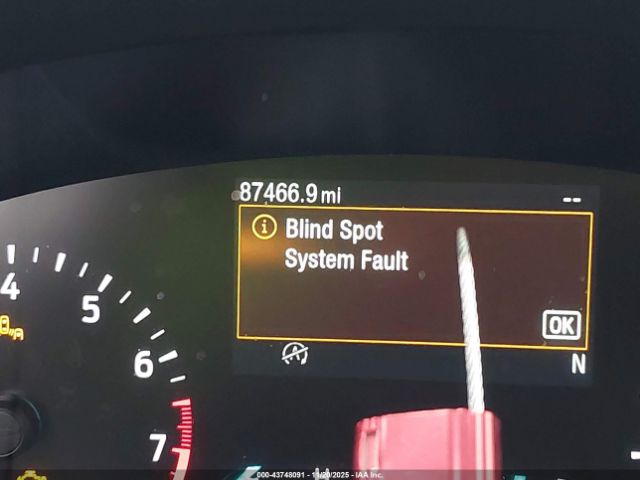 87466.9 mi --
Blind Spot
System Fault
OK
N
4
5
6
7
000-43748091 - 11/20/2025 - IAA Inc.